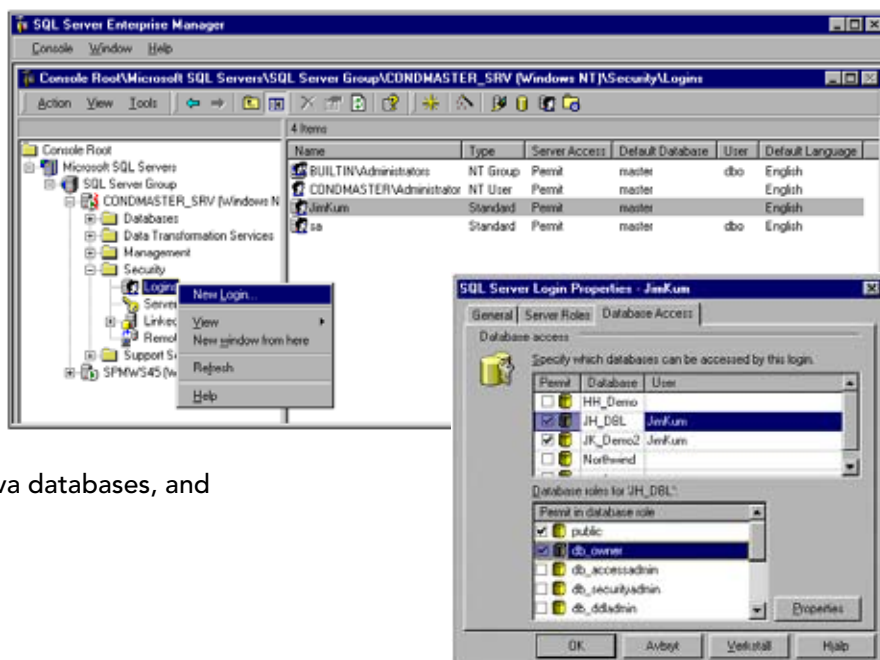 SQL Server Enterprise Manager
Console Window Help
Console Root\Microsoft SQL Servers\SQL Server Group\CONDMASTER_SRV (Windows NT)\Security\Logins
Action View Tools
4 Items
Console Root
Microsoft SQL Servers
SQL Server Group
CONDMASTER_SRV (Windows N
Databases
Data Transformation Services
Management
Security
Logins
Server
Linked
Remot
Support Se
SPMWS45 (W
New Login...
View
New window from here
Refresh
Help
Name Type Server Access Default Database User Default Language
BUILTIN\Administrators NT Group Permit master dbo English
CONDMASTER\Administrator NT User Permit master English
JimKum Standard Permit master English
sa Standard Permit master dbo English
SQL Server Login Properties - JimKum
General Server Roles Database Access
Database access
Specify which databases can be accessed by this login.
Permit Database User
HH_Demo
JH_DBL JimKum
JK_Demo2 JimKum
Northwind
Database roles for 'JH_DBL':
Permit in database role
public
db_owner
db_accessadmin
db_securityadmin
db_ddladmin
Properties
OK Avbryt Verkställ Hjälp
va databases, and